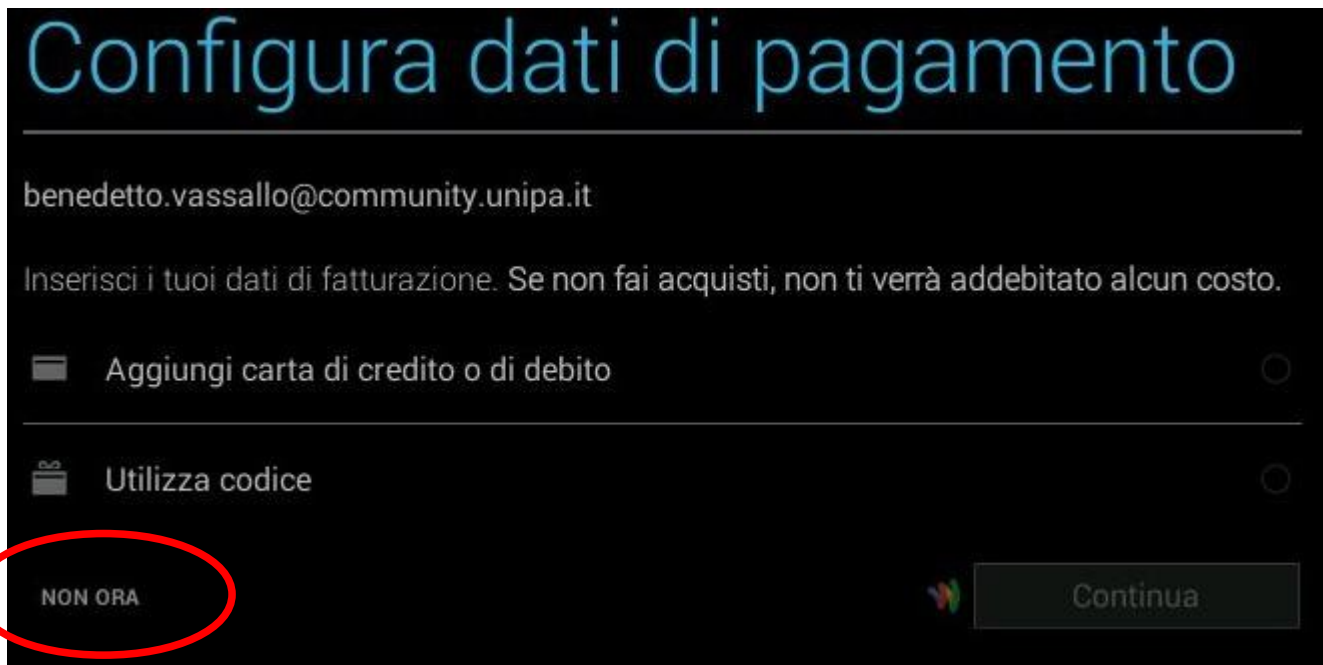 Configura dati di pagamento
benedetto.vassallo@community.unipa.it
Inserisci i tuoi dati di fatturazione. Se non fai acquisti, non ti verrà addebitato alcun costo.
Aggiungi carta di credito o di debito
Utilizza codice
NON ORA
Continua